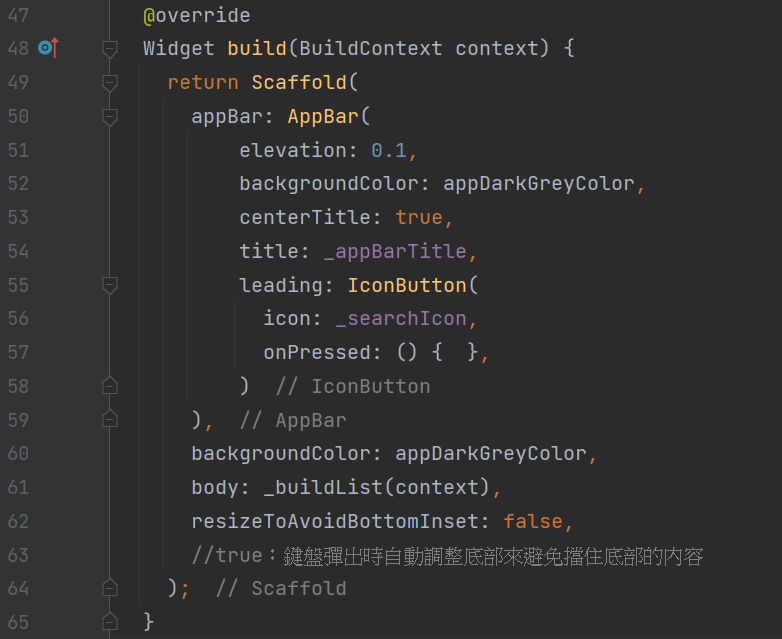 47 @override
48 Widget build(BuildContext context) {
49 return Scaffold(
50 appBar: AppBar(
51 elevation: 0.1,
52 backgroundColor: appDarkGreyColor,
53 centerTitle: true,
54 title: _appBarTitle,
55 leading: IconButton(
56 icon: _searchIcon,
57 onPressed: () {  },
58 )  // IconButton
59 ),  // AppBar
60 backgroundColor: appDarkGreyColor,
61 body: _buildList(context),
62 resizeToAvoidBottomInset: false,
63 //true：鍵盤彈出時自動調整底部來避免擋住底部的內容
64 );  // Scaffold
65 }